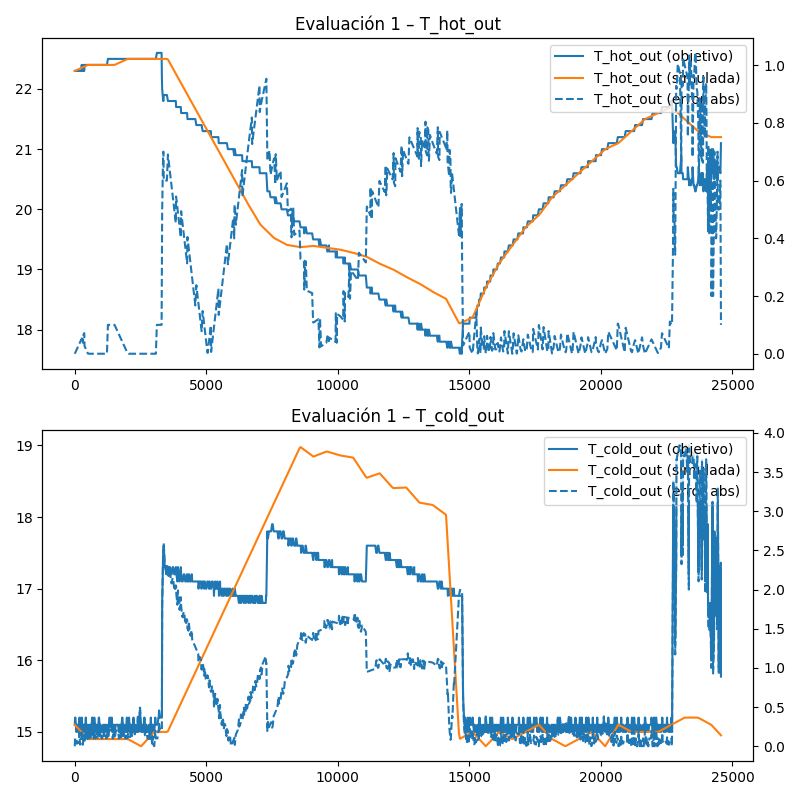 Evaluación 1 – T_hot_out
T_hot_out (objetivo)
T_hot_out (simulada)
T_hot_out (error abs)
22
21
20
19
18
1.0
0.8
0.6
0.4
0.2
0.0
0 5000 10000 15000 20000 25000
Evaluación 1 – T_cold_out
T_cold_out (objetivo)
T_cold_out (simulada)
T_cold_out (error abs)
19
18
17
16
15
4.0
3.5
3.0
2.5
2.0
1.5
1.0
0.5
0.0
0 5000 10000 15000 20000 25000